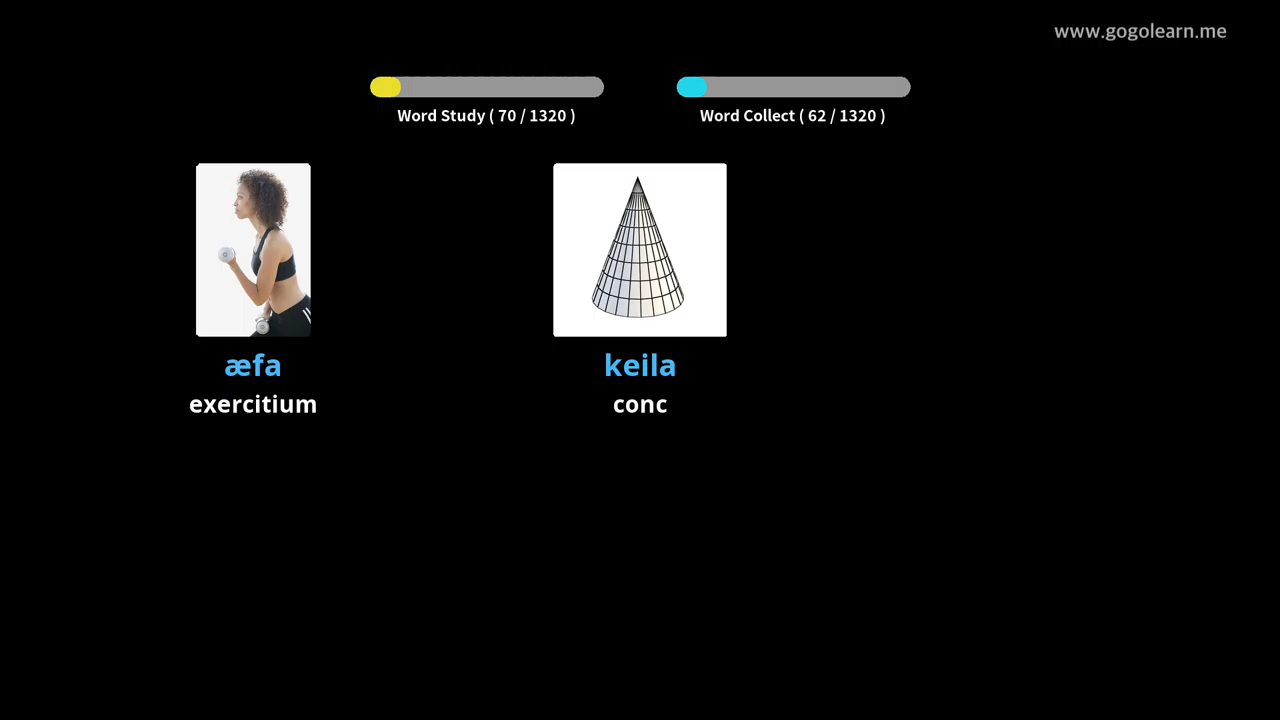 www.gogolearn.me
Word Study ( 70 / 1320 )
Word Collect ( 62 / 1320 )
æfa
keila
exercitium
conc